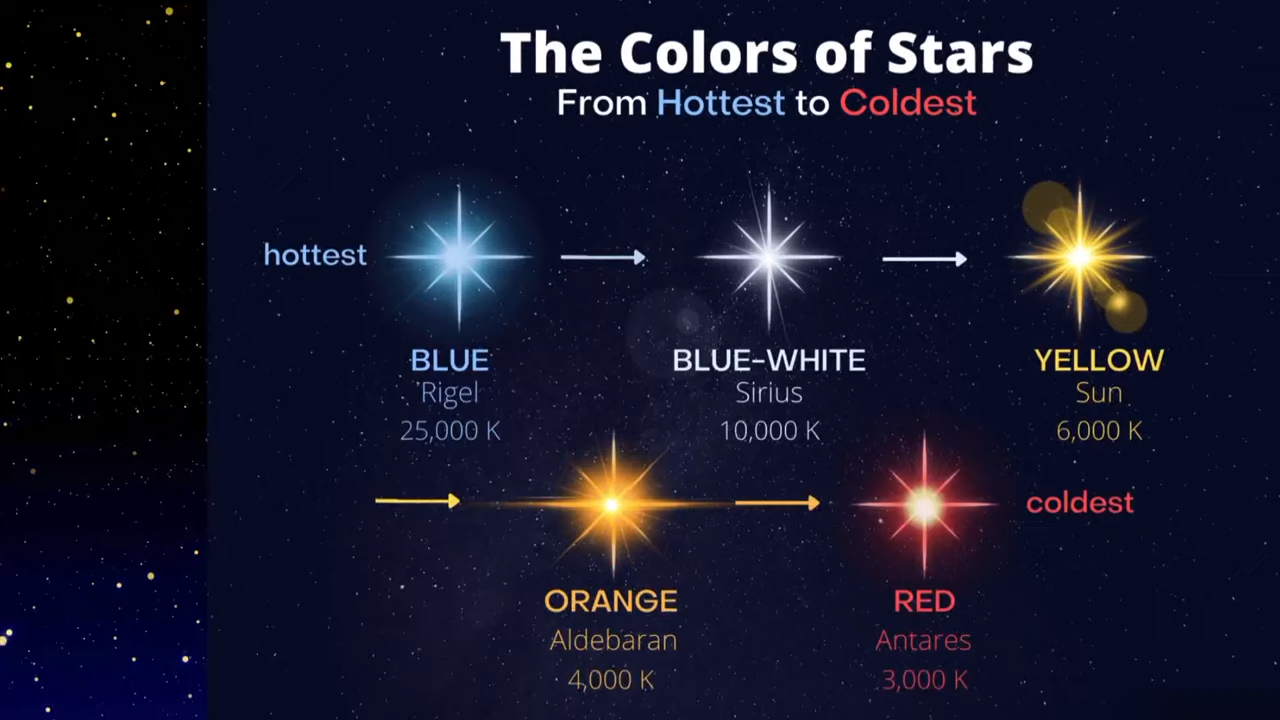 The Colors of Stars
From Hottest to Coldest
hottest
BLUE
Rigel
25,000 K
BLUE-WHITE
Sirius
10,000 K
YELLOW
Sun
6,000 K
ORANGE
Aldebaran
4,000 K
RED
Antares
3,000 K
coldest